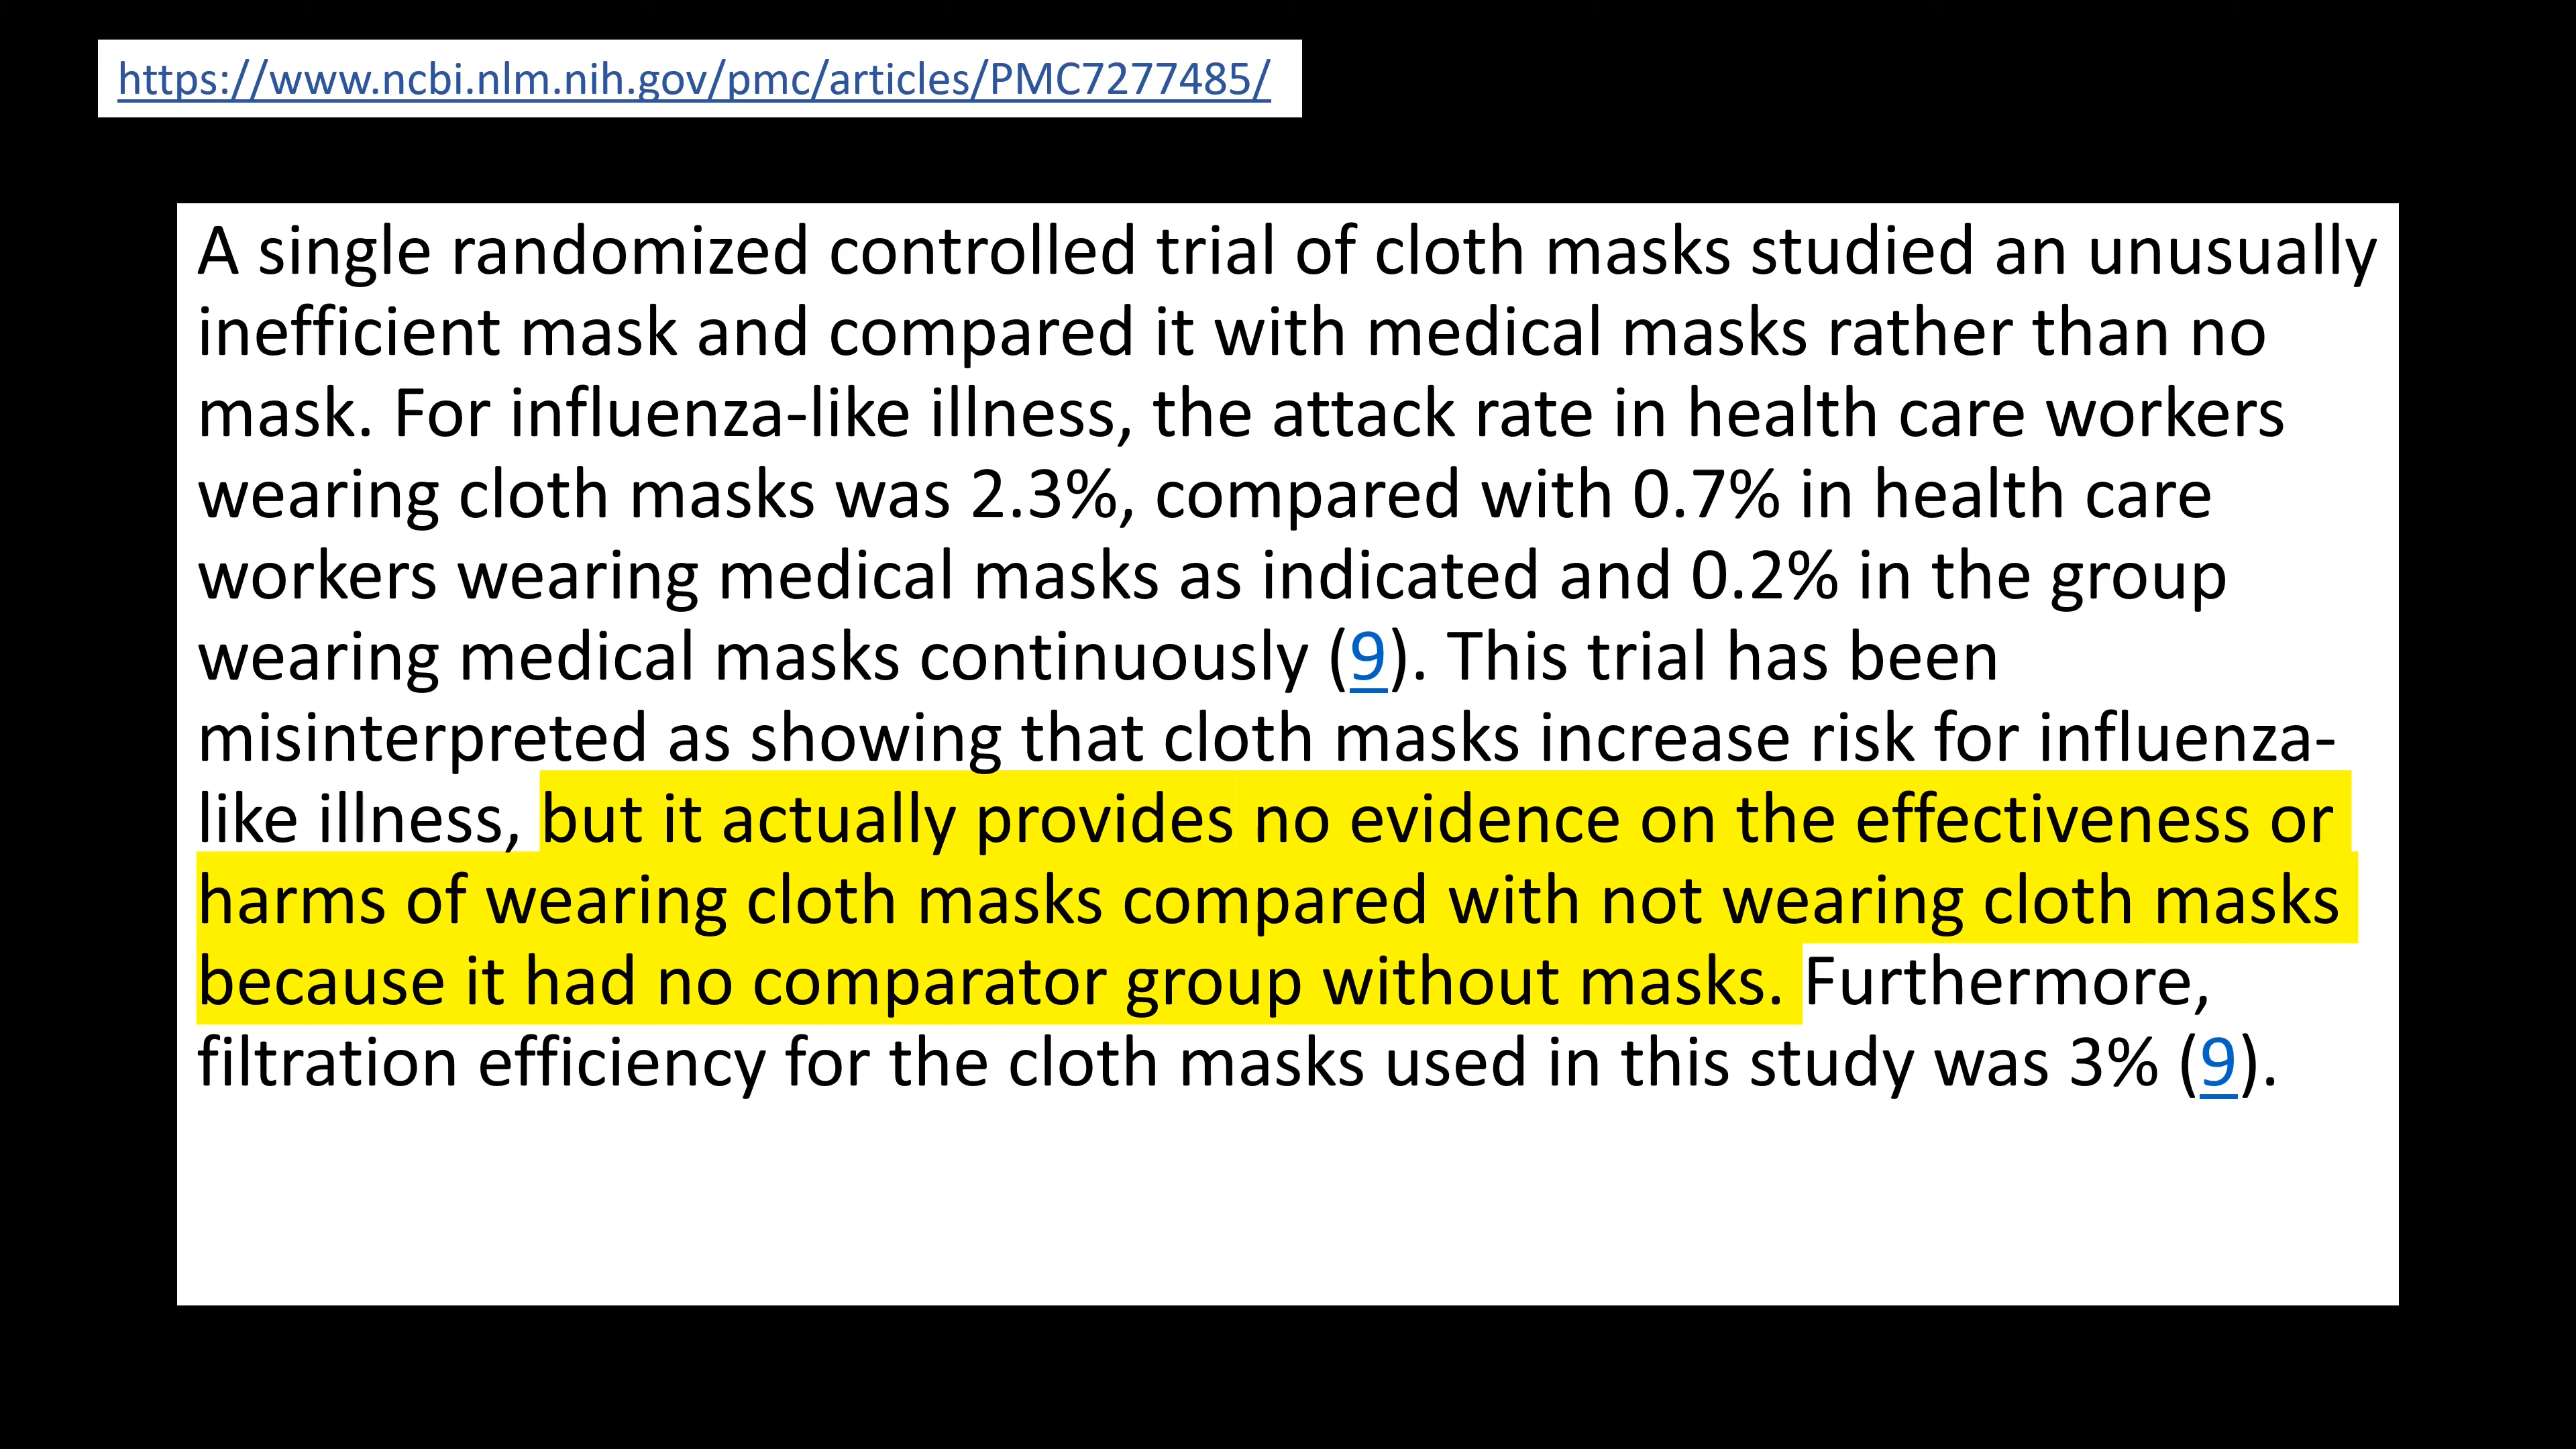 https://www.ncbi.nlm.nih.gov/pmc/articles/PMC7277485/
A single randomized controlled trial of cloth masks studied an unusually
inefficient mask and compared it with medical masks rather than no
mask. For influenza-like illness, the attack rate in health care workers
wearing cloth masks was 2.3%, compared with 0.7% in health care
workers wearing medical masks as indicated and 0.2% in the group
wearing medical masks continuously (9). This trial has been
misinterpreted as showing that cloth masks increase risk for influenza-
like illness, but it actually provides no evidence on the effectiveness or
harms of wearing cloth masks compared with not wearing cloth masks
because it had no comparator group without masks. Furthermore,
filtration efficiency for the cloth masks used in this study was 3% (9).